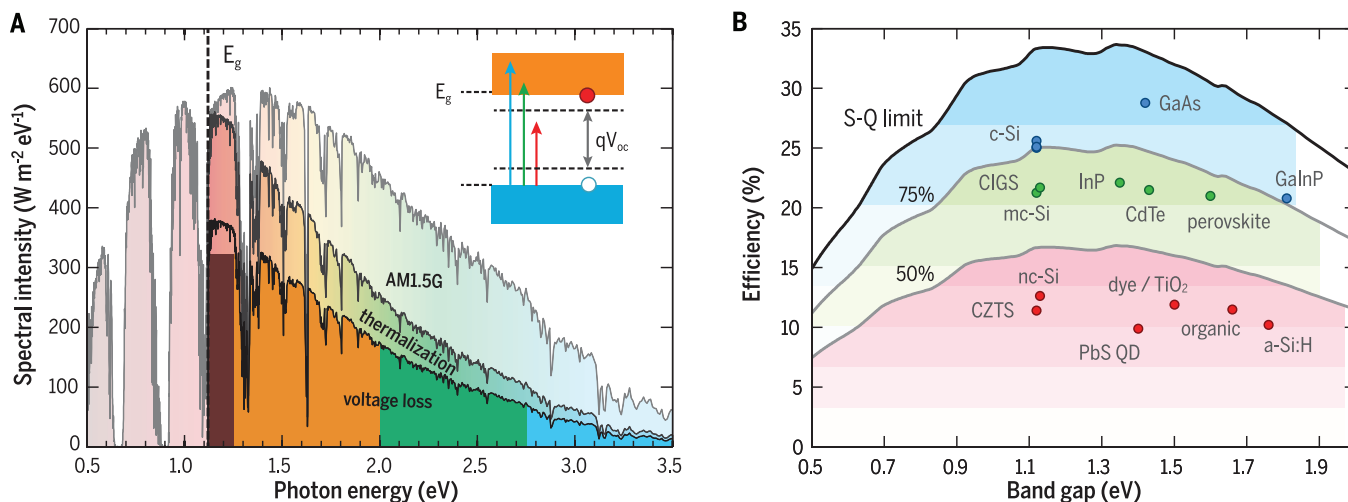 A
700
600
500
400
300
200
100
0
Spectral intensity (W m⁻² eV⁻¹)
E_g
E_g
qV_oc
AM1.5G
thermalization
voltage loss
0.5 1.0 1.5 2.0 2.5 3.0 3.5
Photon energy (eV)
B
35
30
25
20
15
10
5
0
Efficiency (%)
S-Q limit
75%
50%
GaAs
c-Si
CIGS
InP
GaInP
mc-Si
CdTe
perovskite
nc-Si
dye / TiO₂
CZTS
organic
PbS QD
a-Si:H
0.5 0.7 0.9 1.1 1.3 1.5 1.7 1.9
Band gap (eV)